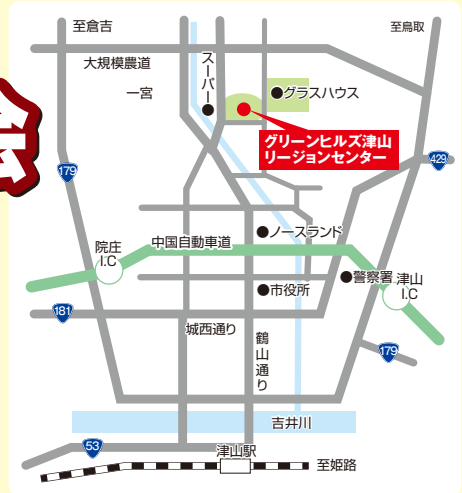 至倉吉
至鳥取
大規模農道
スーパー
一宮
グラスハウス
グリーンヒルズ津山
リージョンセンター
会
429
179
ノースランド
中国自動車道
院庄
I.C
警察署
津山
I.C
市役所
181
城西通り
鶴山通り
179
吉井川
53
津山駅
至姫路